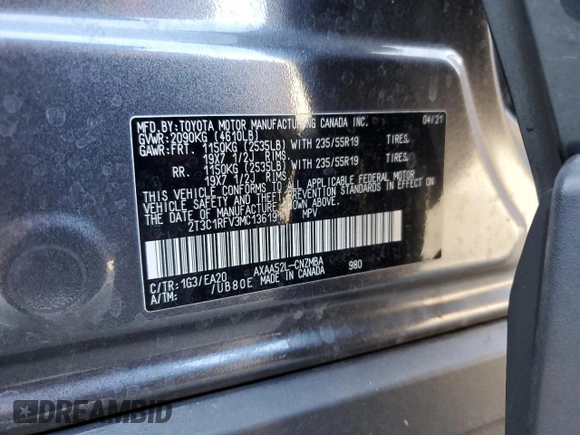 MFD.BY:TOYOTA MOTOR MANUFACTURING CANADA INC. 04/21
GVWR:2090KG (4610LB)
GAWR:FRT. 1150KG (2535LB) WITH 235/55R19 TIRES.
19X7 1/2J RIMS.
RR. 1150KG (2535LB) WITH 235/55R19 TIRES.
19X7 1/2J RIMS.
THIS VEHICLE CONFORMS TO ALL APPLICABLE FEDERAL MOTOR
VEHICLE SAFETY AND THEFT PREVENTION STANDARDS IN EFFECT ON
THE DATE OF MANUFACTURE SHOWN ABOVE.
2T3C1RFV3MC13619 MPV
AXAA52L-CNZMBA 980
C/TR:1G3/EA20 MADE IN CANADA
A/TM: /UB80E
DREAMBID